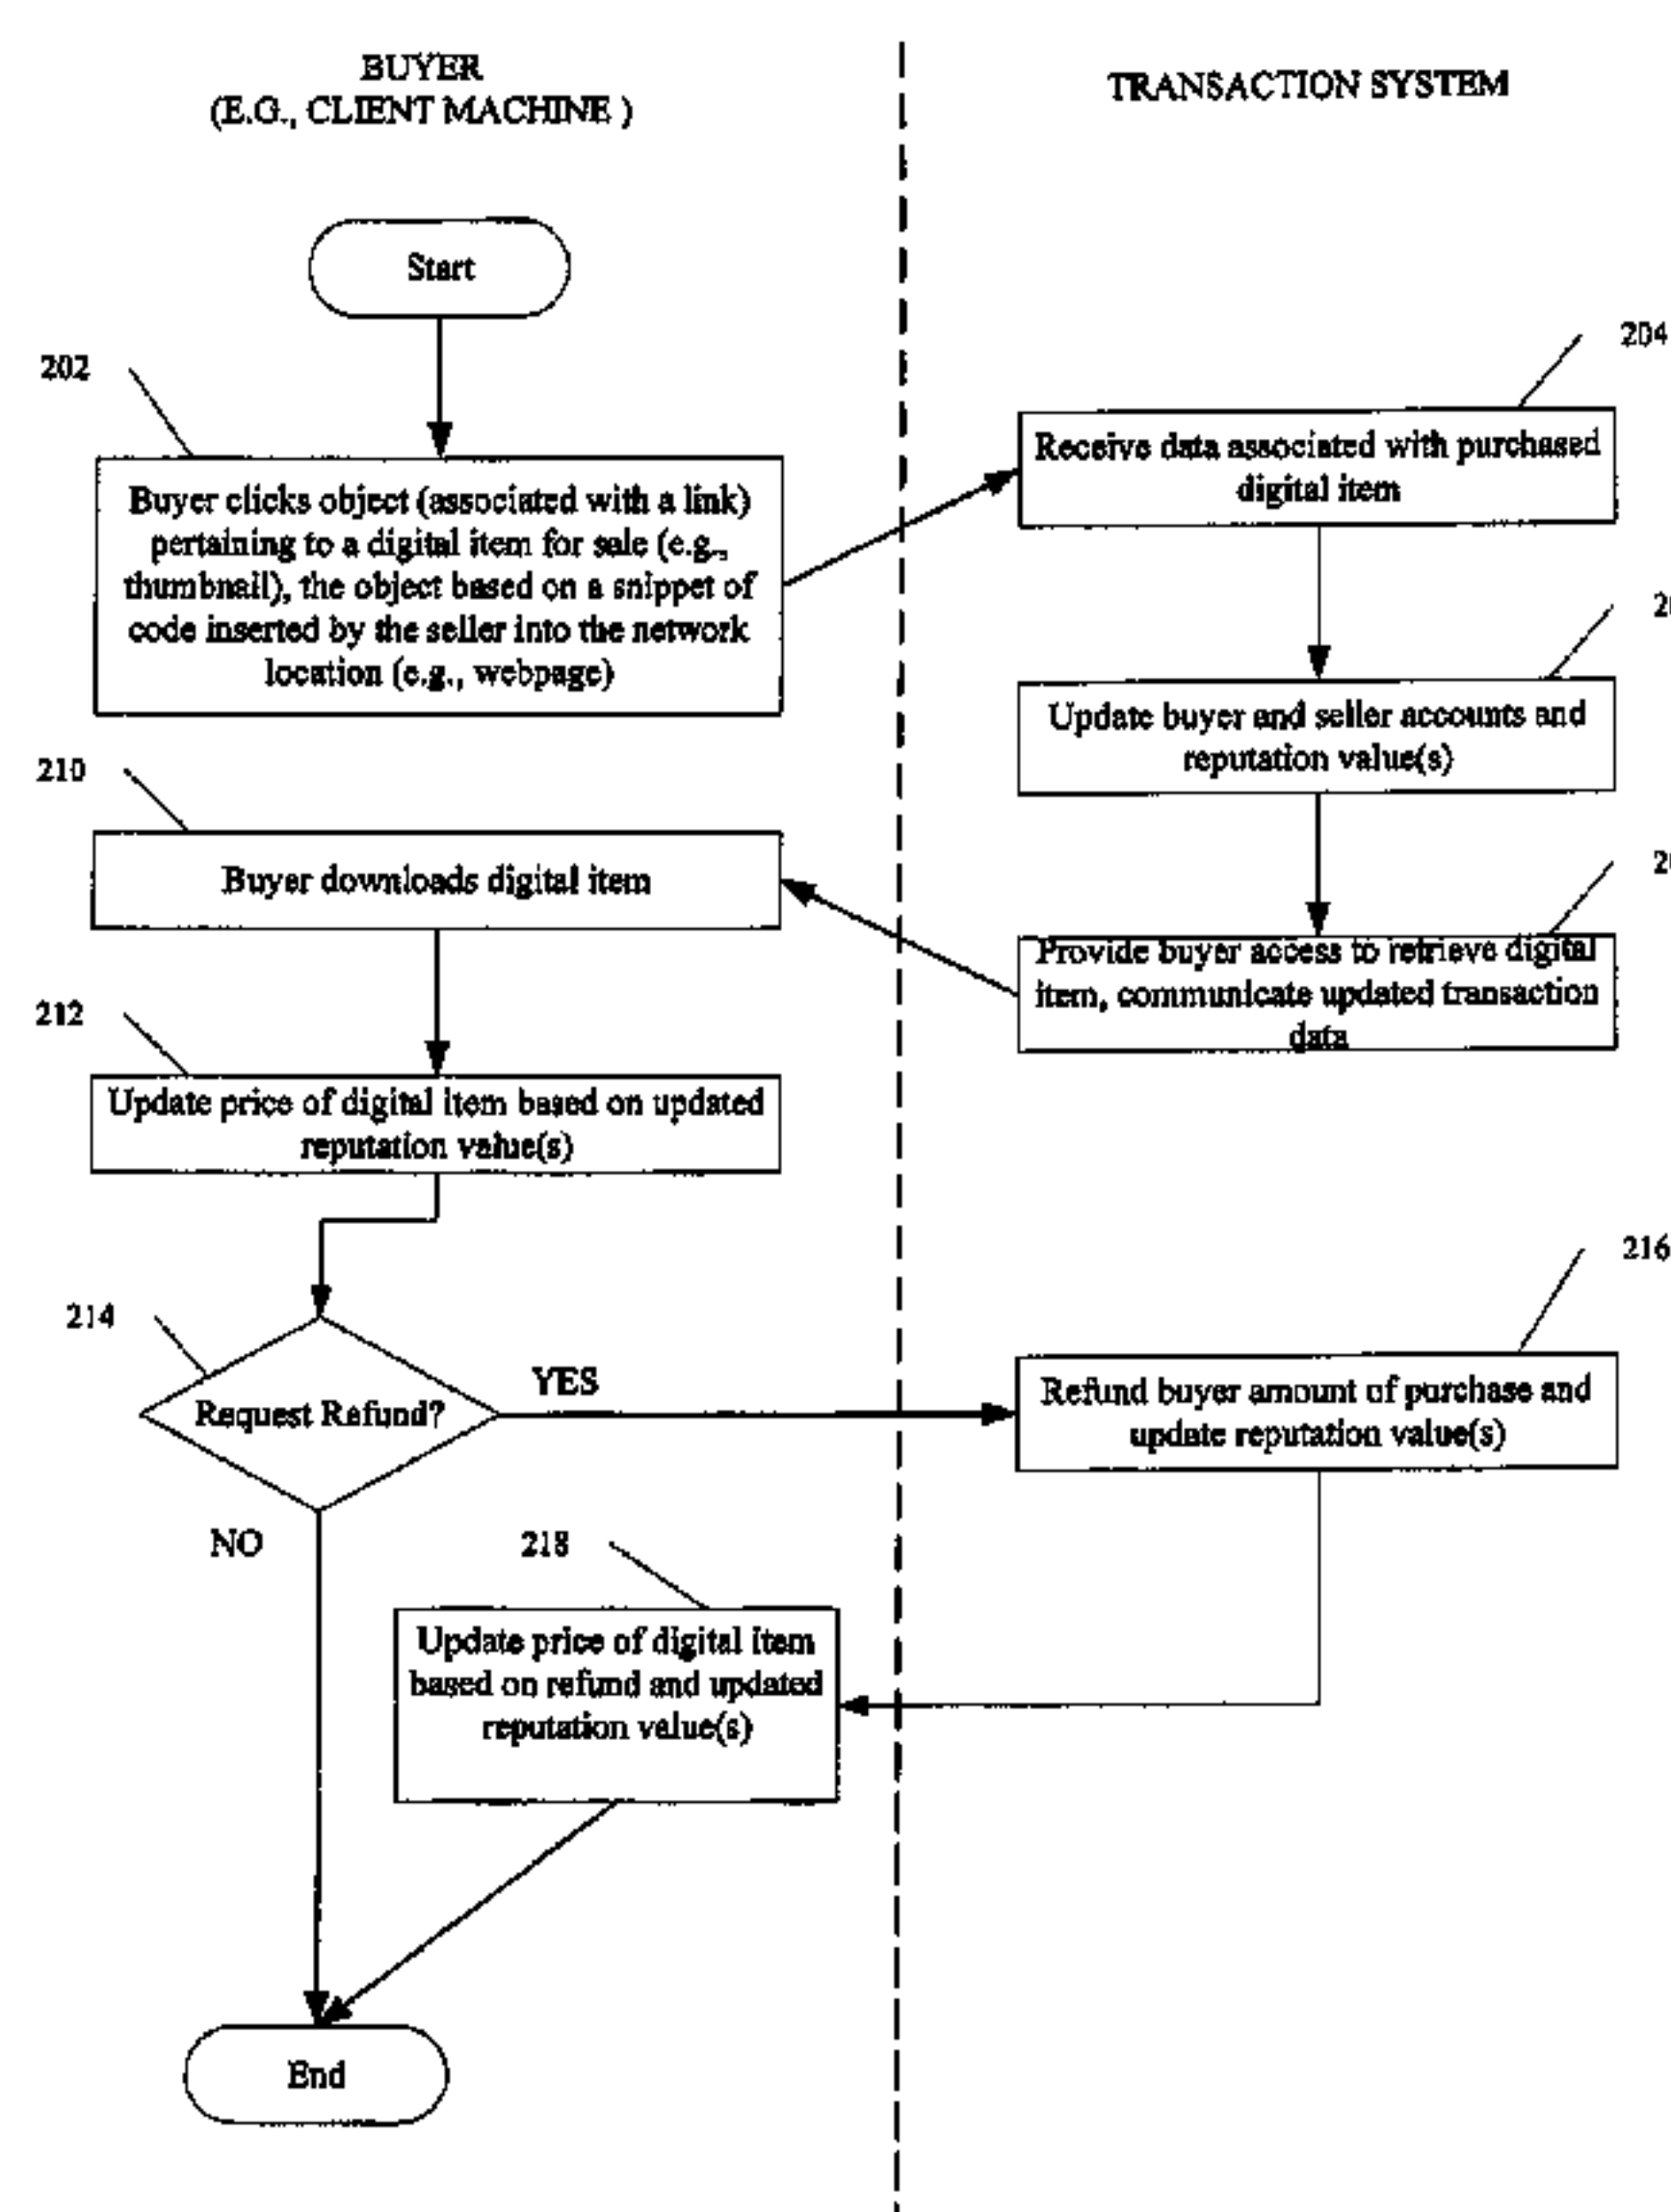 BUYER
(E.G., CLIENT MACHINE )
TRANSACTION SYSTEM
Start
202
204
Buyer clicks object (associated with a link)
pertaining to a digital item for sale (e.g.,
thumbnail), the object based on a snippet of
code inserted by the seller into the network
location (e.g., webpage)
Receive data associated with purchased
digital item
Update buyer and seller accounts and
reputation value(s)
210
Buyer downloads digital item
Provide buyer access to retrieve digital
item, communicate updated transaction
data
212
Update price of digital item based on updated
reputation value(s)
214
216
Request Refund?
YES
Refund buyer amount of purchase and
update reputation value(s)
NO
218
Update price of digital item
based on refund and updated
reputation value(s)
End